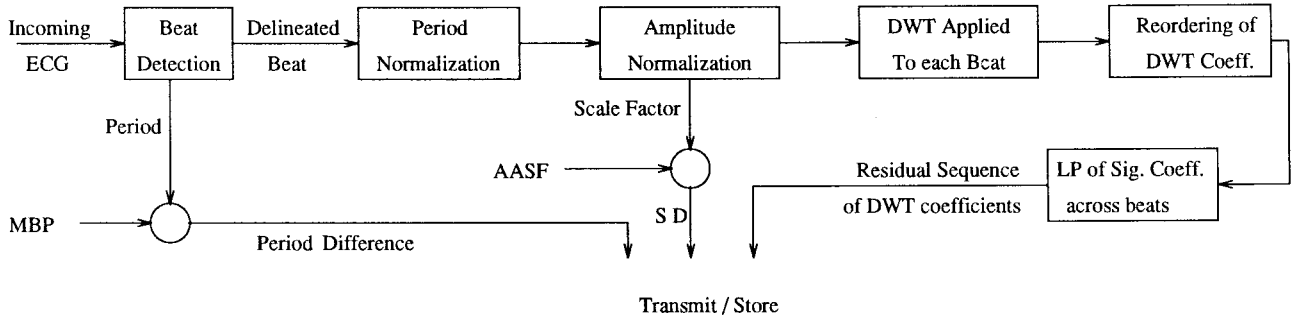 Incoming
ECG
Beat
Detection
Delineated
Beat
Period
Normalization
Amplitude
Normalization
DWT Applied
To each Bcat
Reordering of
DWT Coeff.
Period
Scale Factor
AASF
Residual Sequence
of DWT coefficients
LP of Sig. Coeff.
across beats
MBP
S D
Period Difference
Transmit / Store